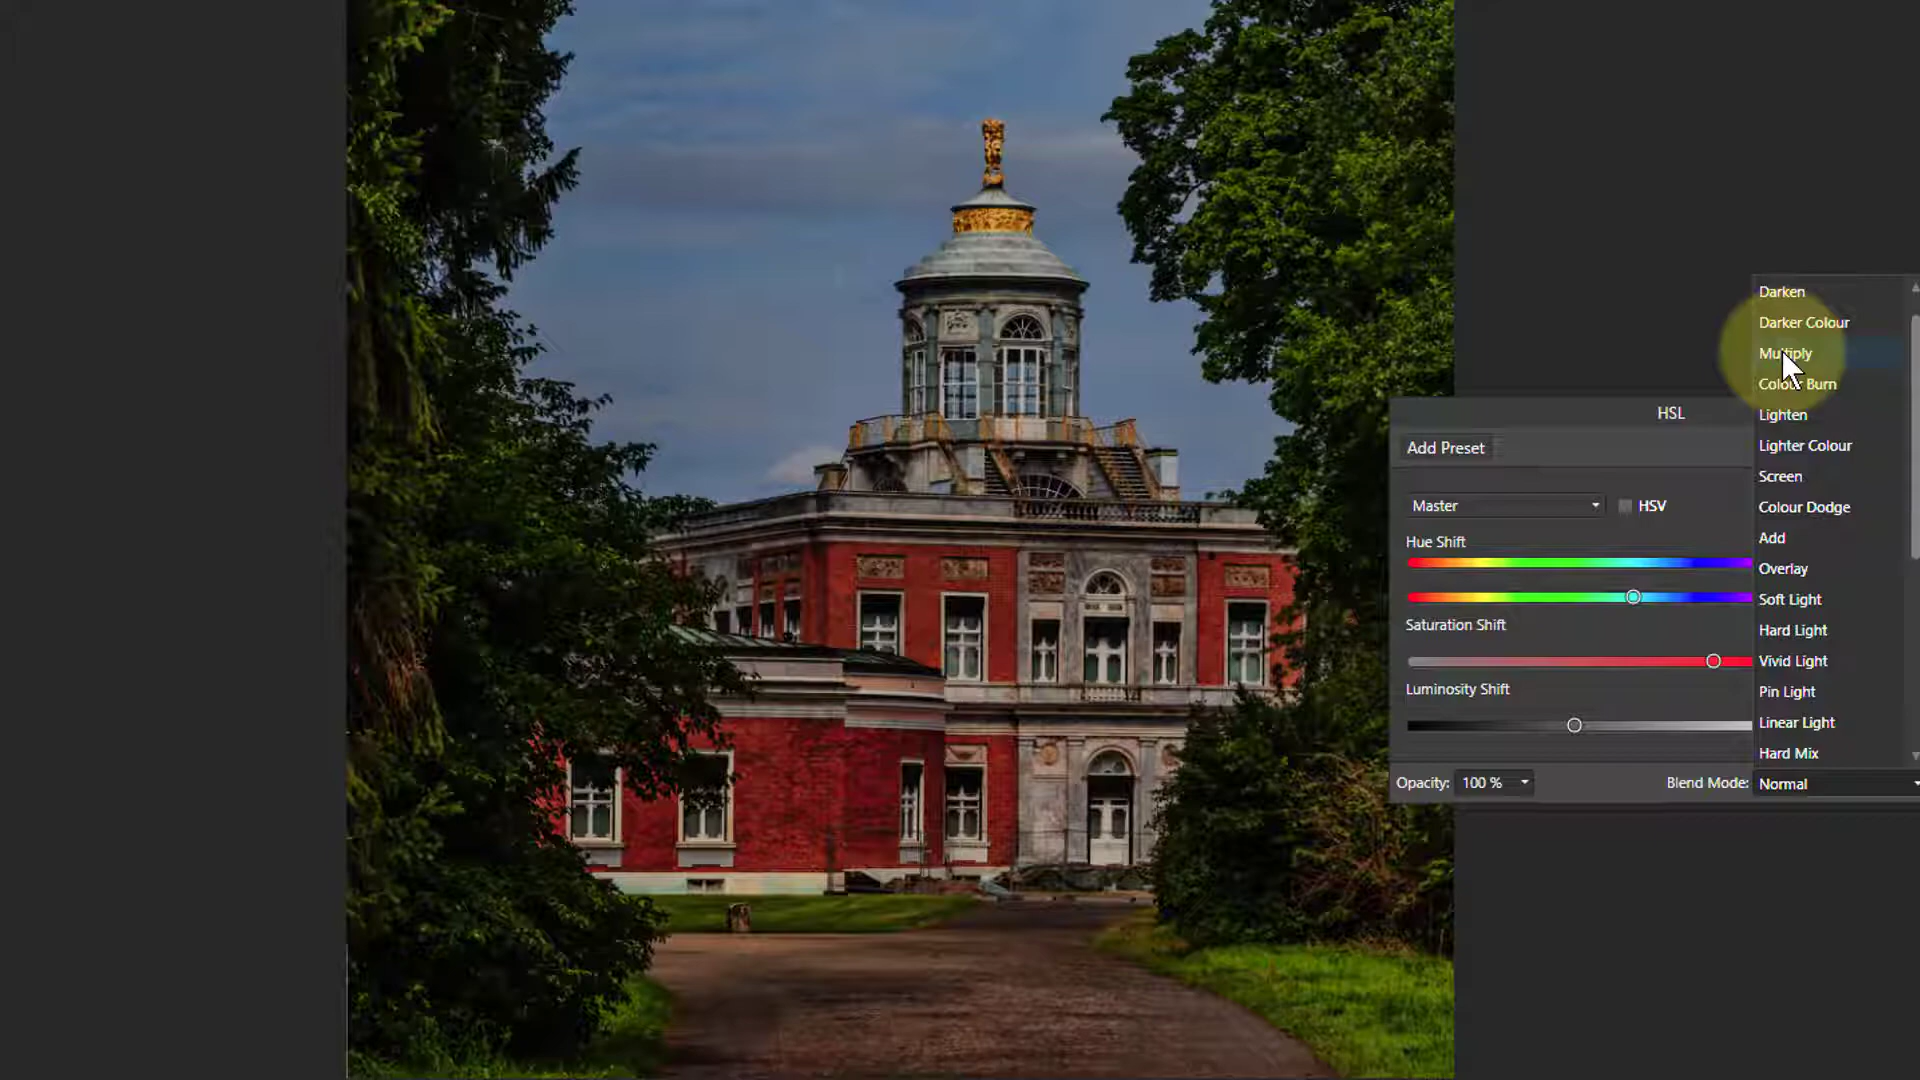 Darken
Darker Colour
Multiply
Colour Burn
HSL
Lighten
Add Preset
Lighter Colour
Screen
Master
HSV
Colour Dodge
Hue Shift
Add
Overlay
Soft Light
Saturation Shift
Hard Light
Vivid Light
Luminosity Shift
Pin Light
Linear Light
Hard Mix
Opacity: 100 %
Blend Mode: Normal